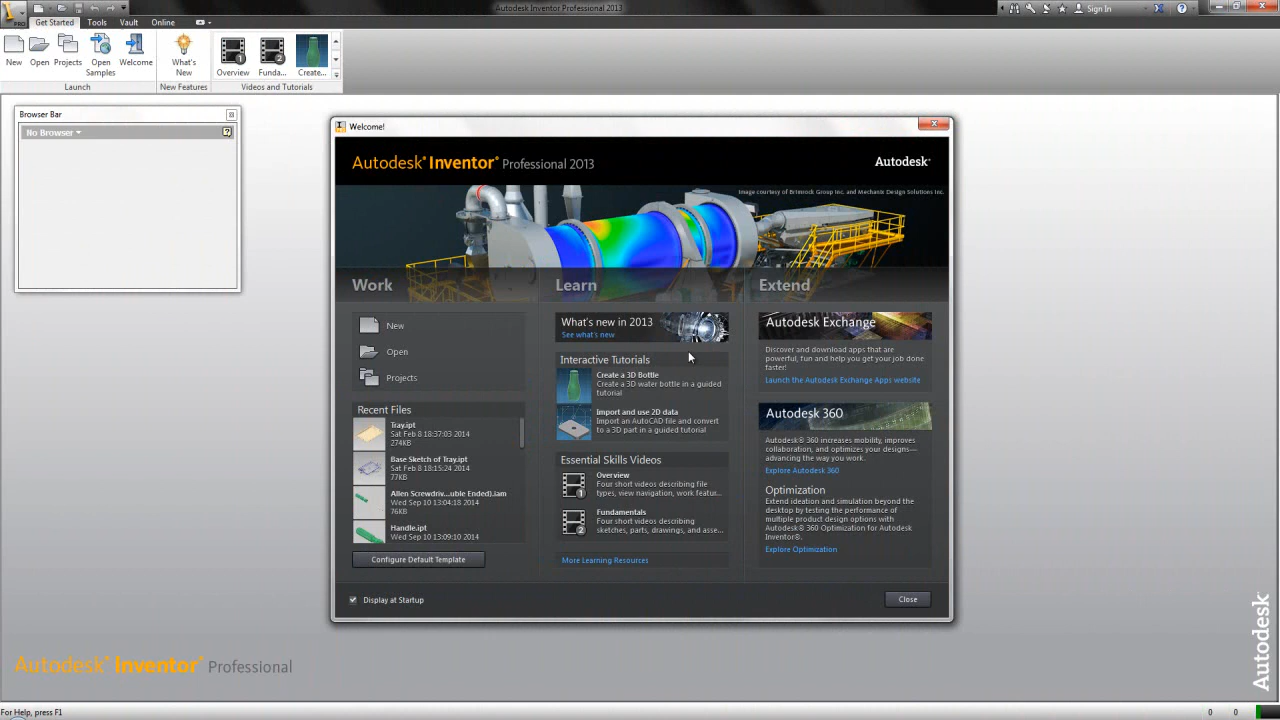 Autodesk Inventor Professional 2013
Sign In
PRO
Get Started Tools Vault Online
New Open Projects Open Samples Welcome What's New Overview Funda... Create...
Launch New Features Videos and Tutorials
Browser Bar
No Browser
Welcome!
Autodesk® Inventor® Professional 2013
Autodesk®
Image courtesy of Brimrock Group Inc. and Mechanix Design Solutions Inc.
Work
New
Open
Projects
Recent Files
Tray.ipt
Sat Feb 8 18:37:03 2014
274KB
Base Sketch of Tray.ipt
Sat Feb 8 18:15:24 2014
77KB
Allen Screwdriv...uble Ended).iam
Wed Sep 10 13:04:18 2014
76KB
Handle.ipt
Wed Sep 10 13:09:10 2014
Configure Default Template
Learn
What's new in 2013
See what's new
Interactive Tutorials
Create a 3D Bottle
Create a 3D water bottle in a guided
tutorial
Import and use 2D data
Import an AutoCAD file and convert
to a 3D part in a guided tutorial
Essential Skills Videos
1
Overview
Four short videos describing file
types, view navigation, work featur...
2
Fundamentals
Four short videos describing
sketches, parts, drawings, and asse...
More Learning Resources
Extend
Autodesk Exchange
Discover and download apps that are
powerful, fun and help you get your job done
faster!
Launch the Autodesk Exchange Apps website
Autodesk 360
Autodesk® 360 increases mobility, improves
collaboration, and optimizes your designs—
advancing the way you work.
Explore Autodesk 360
Optimization
Extend ideation and simulation beyond the
desktop by testing the performance of
multiple product design options with
Autodesk® 360 Optimization for Autodesk
Inventor®.
Explore Optimization
Display at Startup
Close
Autodesk® Inventor® Professional
Autodesk®
For Help, press F1
0 0